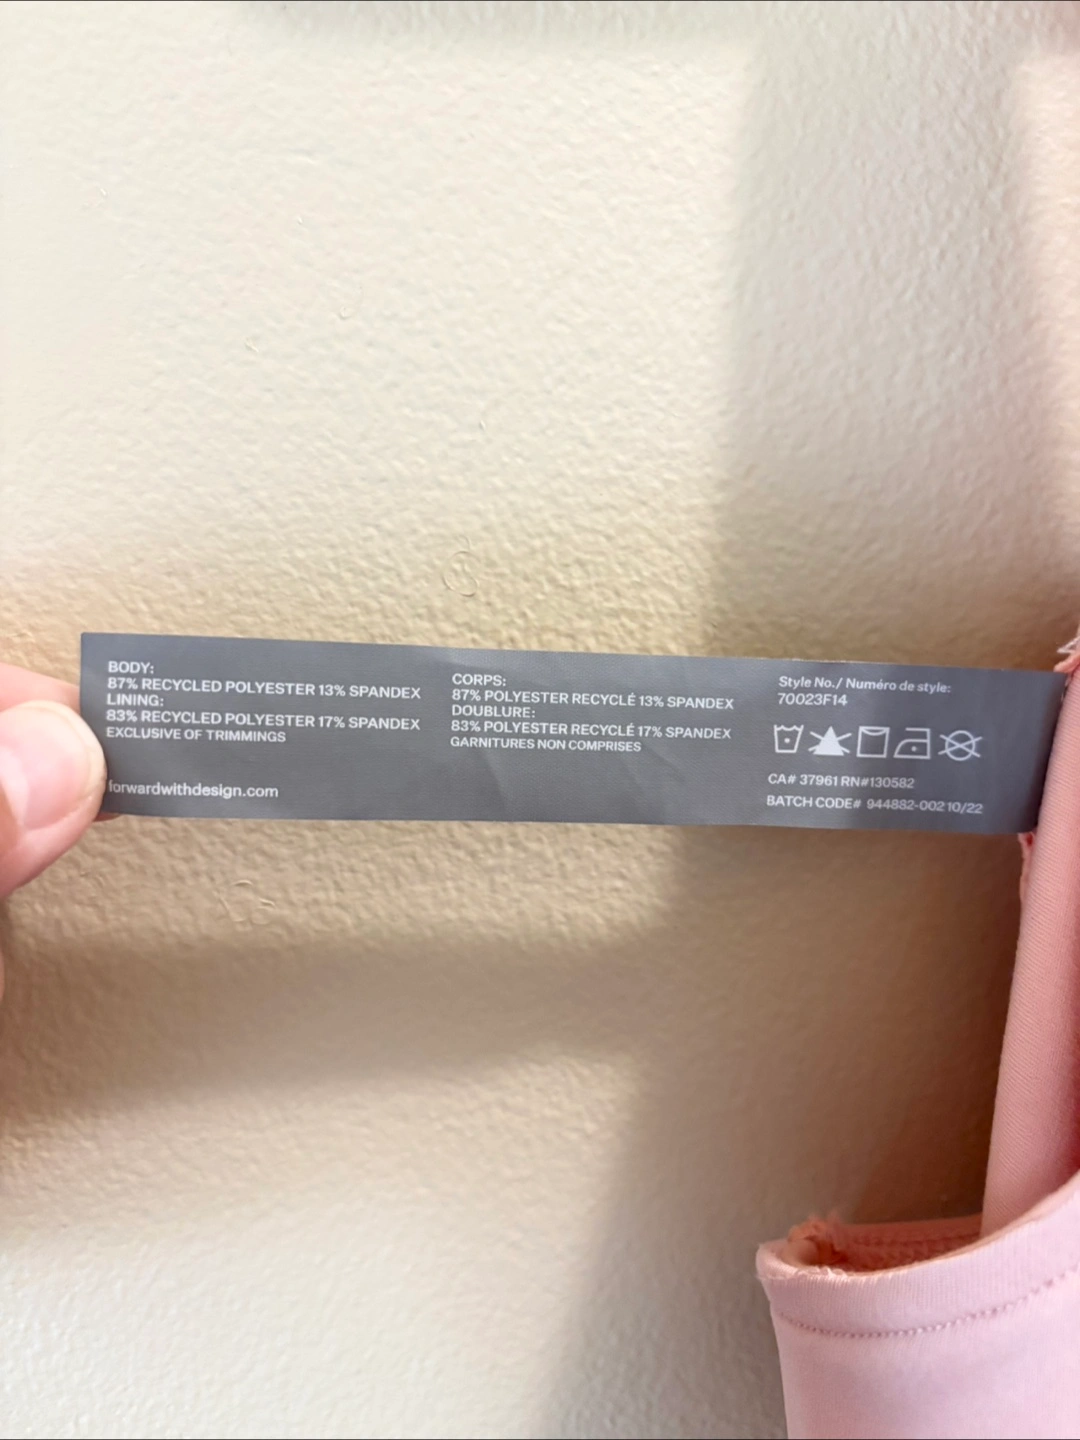 BODY:
87% RECYCLED POLYESTER 13% SPANDEX
LINING:
83% RECYCLED POLYESTER 17% SPANDEX
EXCLUSIVE OF TRIMMINGS
forwardwithdesign.com
CORPS:
87% POLYESTER RECYCLÉ 13% SPANDEX
DOUBLURE:
83% POLYESTER RECYCLÉ 17% SPANDEX
GARNITURES NON COMPRISES
Style No./ Numéro de style:
70023F14
CA# 37961 RN#130582
BATCH CODE# 944882-002 10/22